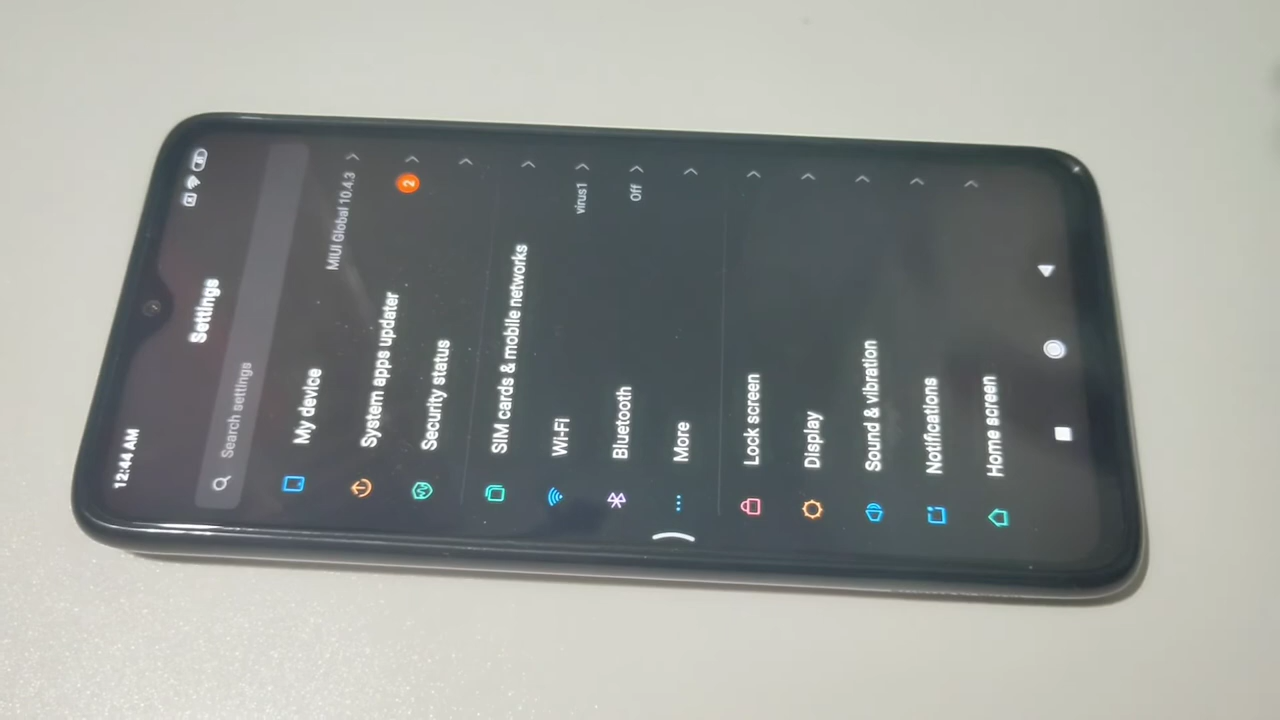 12:44 AM
Settings
Search settings
My device
MIUI Global 10.4.3
System apps updater
2
Security status
SIM cards & mobile networks
Wi-Fi
virus1
Bluetooth
Off
More
Lock screen
Display
Sound & vibration
Notifications
Home screen